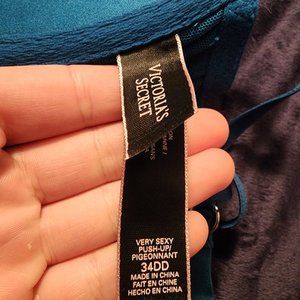 VICTORIA'S
SECRET
VERY SEXY
PUSH-UP/
PIGEONNANT
34DD
MADE IN CHINA
FAIT EN CHINE
HECHO EN CHINA